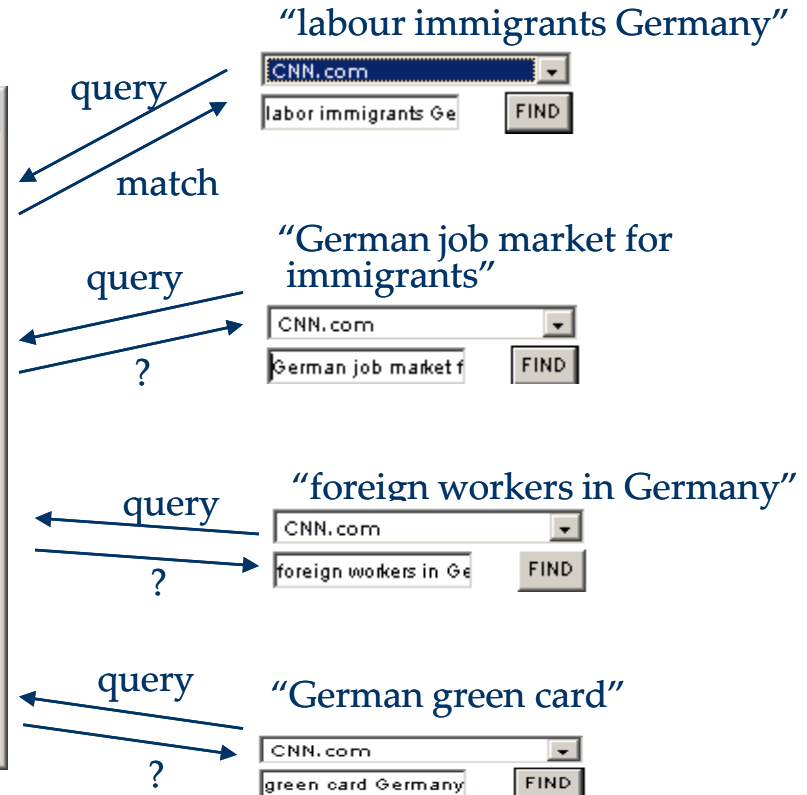 “labour immigrants Germany”
query
CNN.com
labor immigrants Ge
FIND
match
“German job market for
immigrants”
query
CNN.com
German job market f
FIND
?
“foreign workers in Germany”
query
CNN.com
foreign workers in Ge
FIND
?
query
“German green card”
CNN.com
green card Germany
FIND
?